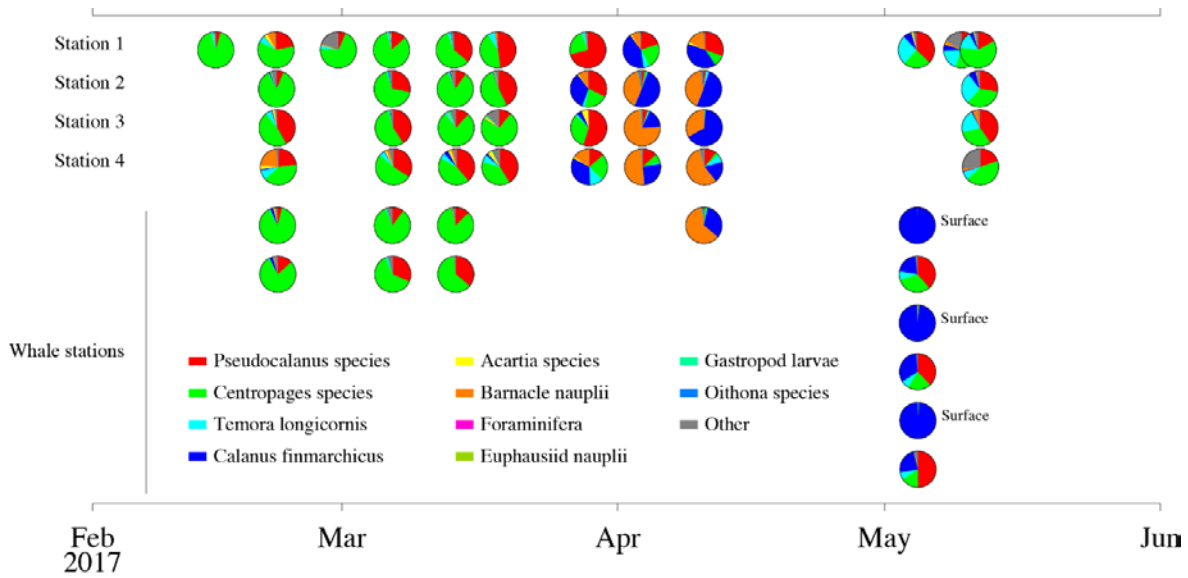 Station 1
Station 2
Station 3
Station 4
Surface
Surface
Whale stations
Pseudocalanus species
Acartia species
Gastropod larvae
Centropages species
Barnacle nauplii
Oithona species
Temora longicornis
Foraminifera
Other
Surface
Calanus finmarchicus
Euphausiid nauplii
Feb
Mar
Apr
May
Jun
2017